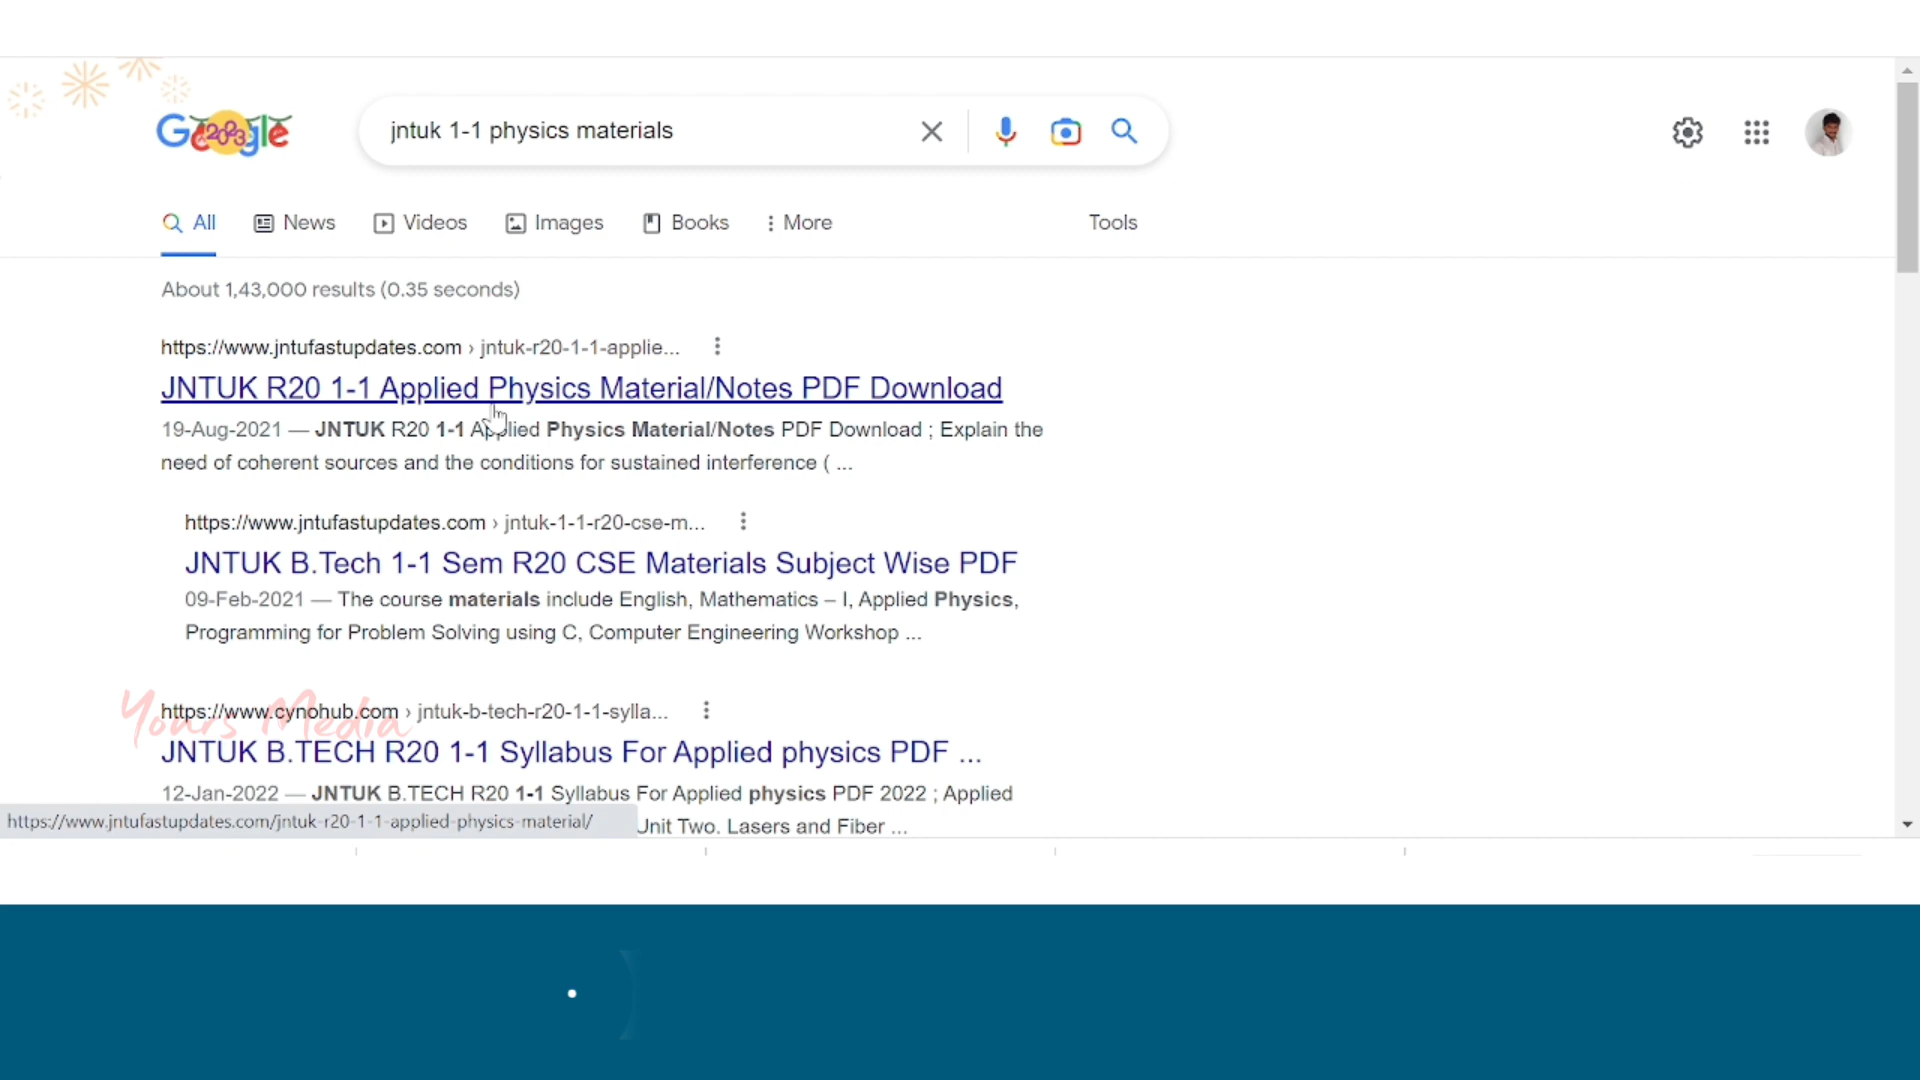 Google 2023
jntuk 1-1 physics materials
All News Videos Images Books More Tools
About 1,43,000 results (0.35 seconds)
https://www.jntufastupdates.com › jntuk-r20-1-1-applie...
JNTUK R20 1-1 Applied Physics Material/Notes PDF Download
19-Aug-2021 — JNTUK R20 1-1 Applied Physics Material/Notes PDF Download ; Explain the
need of coherent sources and the conditions for sustained interference ( ...
https://www.jntufastupdates.com › jntuk-1-1-r20-cse-m...
JNTUK B.Tech 1-1 Sem R20 CSE Materials Subject Wise PDF
09-Feb-2021 — The course materials include English, Mathematics – I, Applied Physics,
Programming for Problem Solving using C, Computer Engineering Workshop ...
Yours Media
https://www.cynohub.com › jntuk-b-tech-r20-1-1-sylla...
JNTUK B.TECH R20 1-1 Syllabus For Applied physics PDF ...
12-Jan-2022 — JNTUK B.TECH R20 1-1 Syllabus For Applied physics PDF 2022 ; Applied
Unit Two. Lasers and Fiber ...
https://www.jntufastupdates.com/jntuk-r20-1-1-applied-physics-material/